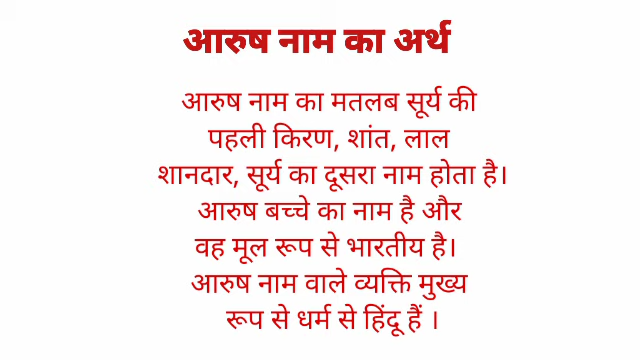 आरुष नाम का अर्थ
आरुष नाम का मतलब सूर्य की
पहली किरण, शांत, लाल
शानदार, सूर्य का दूसरा नाम होता है।
आरुष बच्चे का नाम है और
वह मूल रूप से भारतीय है।
आरुष नाम वाले व्यक्ति मुख्य
रूप से धर्म से हिंदू हैं ।